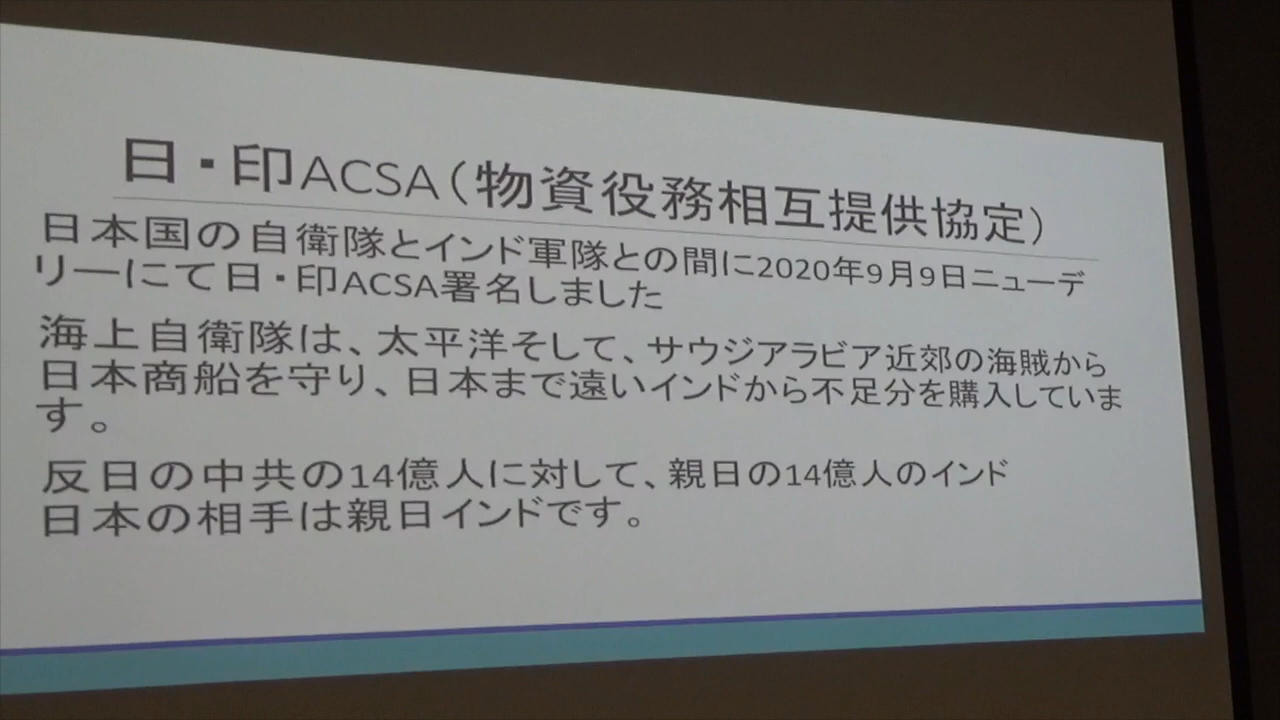 日・印ACSA（物資役務相互提供協定）
日本国の自衛隊とインド軍隊との間に2020年9月9日ニューデ
リーにて日・印ACSA署名しました
海上自衛隊は、太平洋そして、サウジアラビア近郊の海賊から
日本商船を守り、日本まで遠いインドから不足分を購入していま
す。
反日の中共の14億人に対して、親日の14億人のインド
日本の相手は親日インドです。